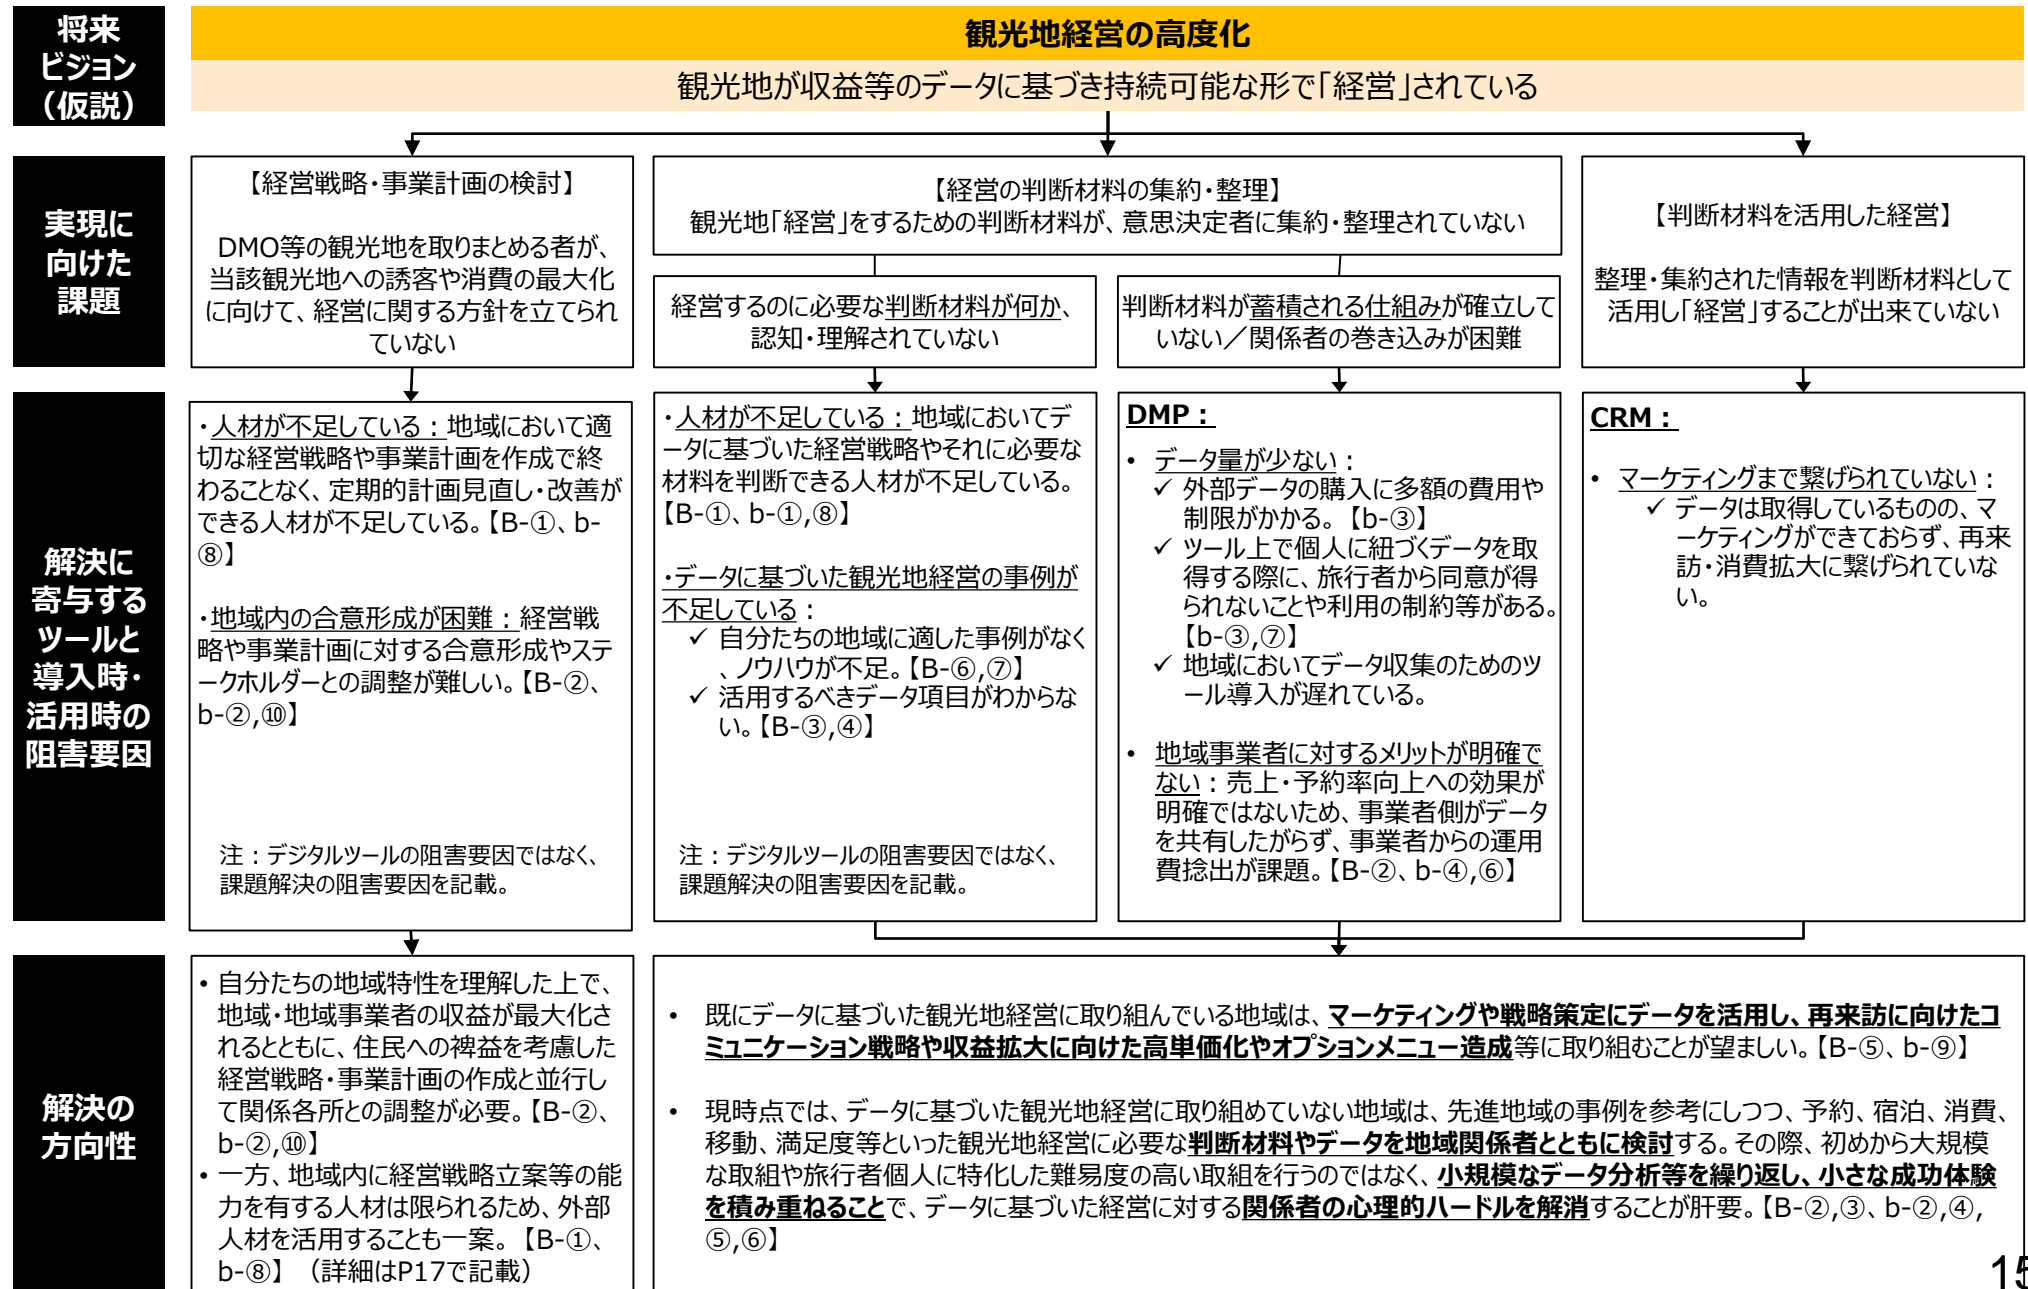 将来
ビジョン
（仮説）
観光地経営の高度化
観光地が収益等のデータに基づき持続可能な形で「経営」されている
実現に
向けた
課題
【経営戦略・事業計画の検討】
DMO等の観光地を取りまとめる者が、
当該観光地への誘客や消費の最大化
に向けて、経営に関する方針を立てられ
ていない
【経営の判断材料の集約・整理】
観光地「経営」をするための判断材料が、意思決定者に集約・整理されていない
経営するのに必要な判断材料が何か、
認知・理解されていない
判断材料が蓄積される仕組みが確立して
いない／関係者の巻き込みが困難
【判断材料を活用した経営】
整理・集約された情報を判断材料として
活用し「経営」することが出来ていない
解決に
寄与する
ツールと
導入時・
活用時の
阻害要因
・人材が不足している：地域において適
切な経営戦略や事業計画を作成で終
わることなく、定期的計画見直し・改善が
できる人材が不足している。【B-①、b-
⑧】
・地域内の合意形成が困難：経営戦
略や事業計画に対する合意形成やステ
ークホルダーとの調整が難しい。【B-②、
b-②,⑩】
注：デジタルツールの阻害要因ではなく、
課題解決の阻害要因を記載。
・人材が不足している：地域においてデ
ータに基づいた経営戦略やそれに必要な
材料を判断できる人材が不足している。
【B-①、b-①,⑧】
・データに基づいた観光地経営の事例が
不足している：
✓ 自分たちの地域に適した事例がなく
、ノウハウが不足。【B-⑥,⑦】
✓ 活用するべきデータ項目がわからな
い。【B-③,④】
注：デジタルツールの阻害要因ではなく、
課題解決の阻害要因を記載。
DMP：
• データ量が少ない：
✓ 外部データの購入に多額の費用や
制限がかかる。【b-③】
✓ ツール上で個人に紐づくデータを取
得する際に、旅行者から同意が得
られないことや利用の制約等がある。
【b-③,⑦】
✓ 地域においてデータ収集のためのツ
ール導入が遅れている。
• 地域事業者に対するメリットが明確で
ない：売上・予約率向上への効果が
明確ではないため、事業者側がデータ
を共有したがらず、事業者からの運用
費捻出が課題。【B-②、b-④,⑥】
CRM：
• マーケティングまで繋げられていない：
✓ データは取得しているものの、マ
ーケティングができておらず、再来
訪・消費拡大に繋げられていな
い。
解決の
方向性
• 自分たちの地域特性を理解した上で、
地域・地域事業者の収益が最大化さ
れるとともに、住民への裨益を考慮した
経営戦略・事業計画の作成と並行し
て関係各所との調整が必要。【B-②、
b-②,⑩】
• 一方、地域内に経営戦略立案等の能
力を有する人材は限られるため、外部
人材を活用することも一案。【B-①、
b-⑧】（詳細はP17で記載）
• 既にデータに基づいた観光地経営に取り組んでいる地域は、マーケティングや戦略策定にデータを活用し、再来訪に向けたコ
ミュニケーション戦略や収益拡大に向けた高単価化やオプションメニュー造成等に取り組むことが望ましい。【B-⑤、b-⑨】
• 現時点では、データに基づいた観光地経営に取り組めていない地域は、先進地域の事例を参考にしつつ、予約、宿泊、消費、
移動、満足度等といった観光地経営に必要な判断材料やデータを地域関係者とともに検討する。その際、初めから大規模
な取組や旅行者個人に特化した難易度の高い取組を行うのではなく、小規模なデータ分析等を繰り返し、小さな成功体験
を積み重ねることで、データに基づいた経営に対する関係者の心理的ハードルを解消することが肝要。【B-②,③、b-②,④,
⑤,⑥】
15